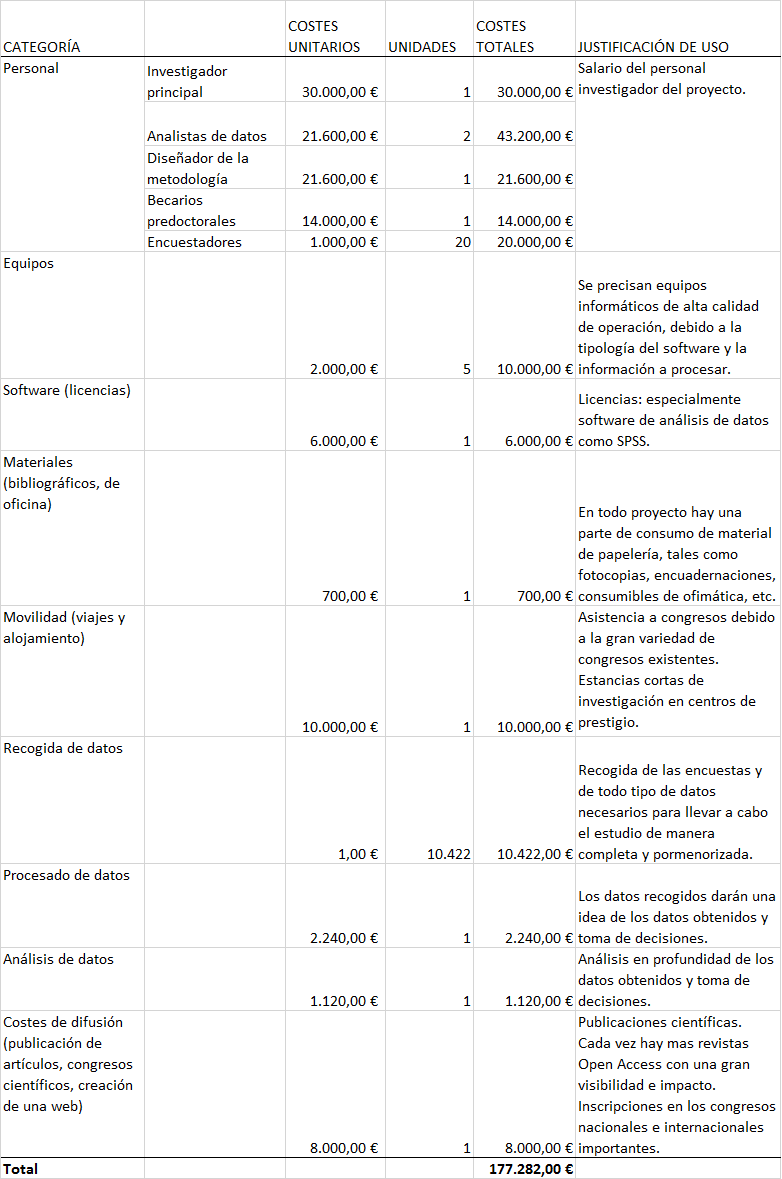 CATEGORÍA COSTES UNITARIOS UNIDADES COSTES TOTALES JUSTIFICACIÓN DE USO
Personal
Investigador
principal 30.000,00 € 1 30.000,00 €
Salario del personal
investigador del proyecto.
Analistas de datos 21.600,00 € 2 43.200,00 €
Diseñador de la
metodología 21.600,00 € 1 21.600,00 €
Becarios
predoctorales 14.000,00 € 1 14.000,00 €
Encuestadores 1.000,00 € 20 20.000,00 €
Equipos
2.000,00 € 5 10.000,00 €
Se precisan equipos
informáticos de alta calidad
de operación, debido a la
tipología del software y la
información a procesar.
Software (licencias)
6.000,00 € 1 6.000,00 €
Licencias: especialmente
software de análisis de datos
como SPSS.
Materiales
(bibliográficos, de
oficina)
700,00 € 1 700,00 €
En todo proyecto hay una
parte de consumo de material
de papelería, tales como
fotocopias, encuadernaciones,
consumibles de ofimática, etc.
Movilidad (viajes y
alojamiento)
10.000,00 € 1 10.000,00 €
Asistencia a congresos debido
a la gran variedad de
congresos existentes.
Estancias cortas de
investigación en centros de
prestigio.
Recogida de datos
1,00 € 10.422 10.422,00 €
Recogida de las encuestas y
de todo tipo de datos
necesarios para llevar a cabo
el estudio de manera
completa y pormenorizada.
Procesado de datos
2.240,00 € 1 2.240,00 €
Los datos recogidos darán una
idea de los datos obtenidos y
toma de decisiones.
Análisis de datos
1.120,00 € 1 1.120,00 €
Análisis en profundidad de los
datos obtenidos y toma de
decisiones.
Costes de difusión
(publicación de
artículos, congresos
científicos, creación
de una web)
8.000,00 € 1 8.000,00 €
Publicaciones científicas.
Cada vez hay mas revistas
Open Access con una gran
visibilidad e impacto.
Inscripciones en los congresos
nacionales e internacionales
importantes.
Total 177.282,00 €